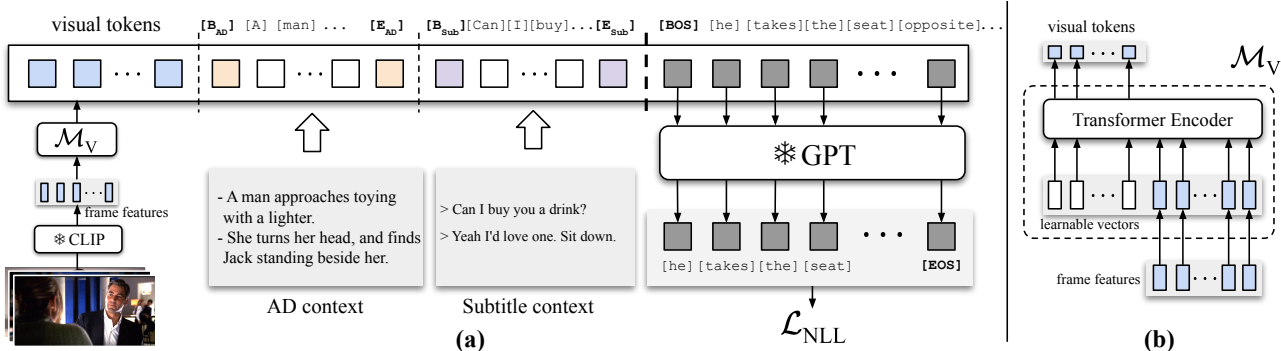 visual tokens
[B_AD] [A] [man] ... [E_AD]
[B_Sub][Can][I][buy]...[E_Sub]
[BOS] [he] [takes][the][seat][opposite]...
M_V
frame features
❄ CLIP
- A man approaches toying
with a lighter.
- She turns her head, and finds
Jack standing beside her.
AD context
> Can I buy you a drink?
> Yeah I'd love one. Sit down.
Subtitle context
❄ GPT
[he] [takes][the][seat] [EOS]
L_NLL
(a)
visual tokens
M_V
Transformer Encoder
learnable vectors
frame features
(b)